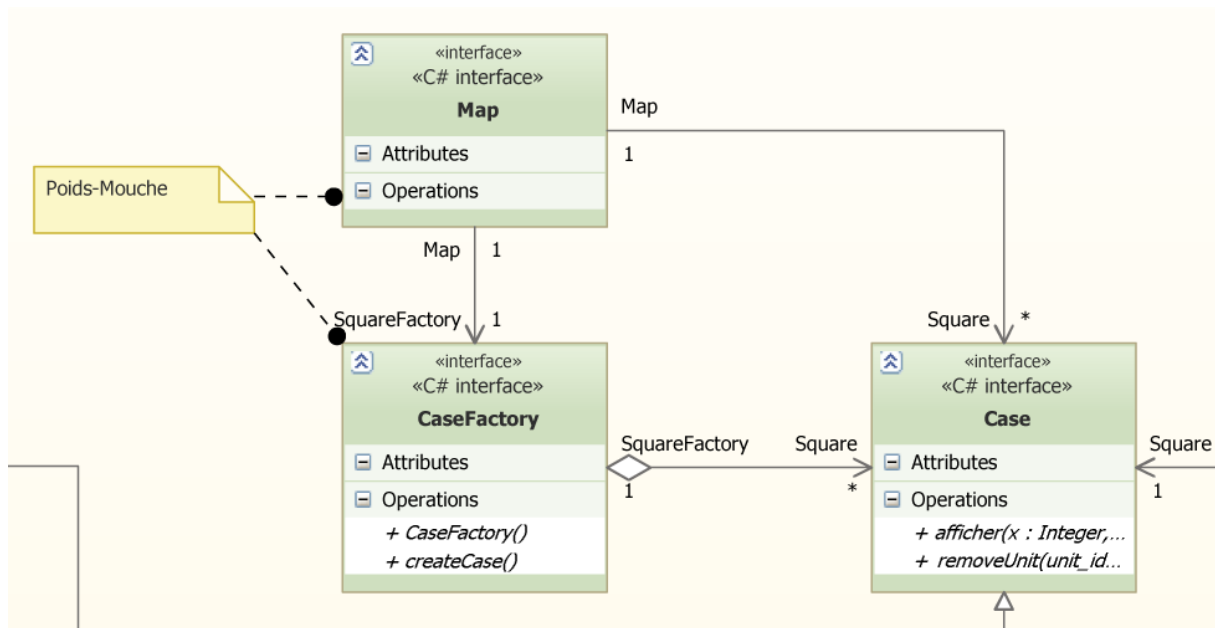 «interface»
«C# interface»
Map
Attributes
Operations
Map
1
Poids-Mouche
Map 1
SquareFactory 1
Square *
«interface»
«C# interface»
CaseFactory
Attributes
Operations
+ CaseFactory()
+ createCase()
SquareFactory
1
Square
*
«interface»
«C# interface»
Case
Attributes
Operations
+ afficher(x : Integer,...
+ removeUnit(unit_id...
Square
1